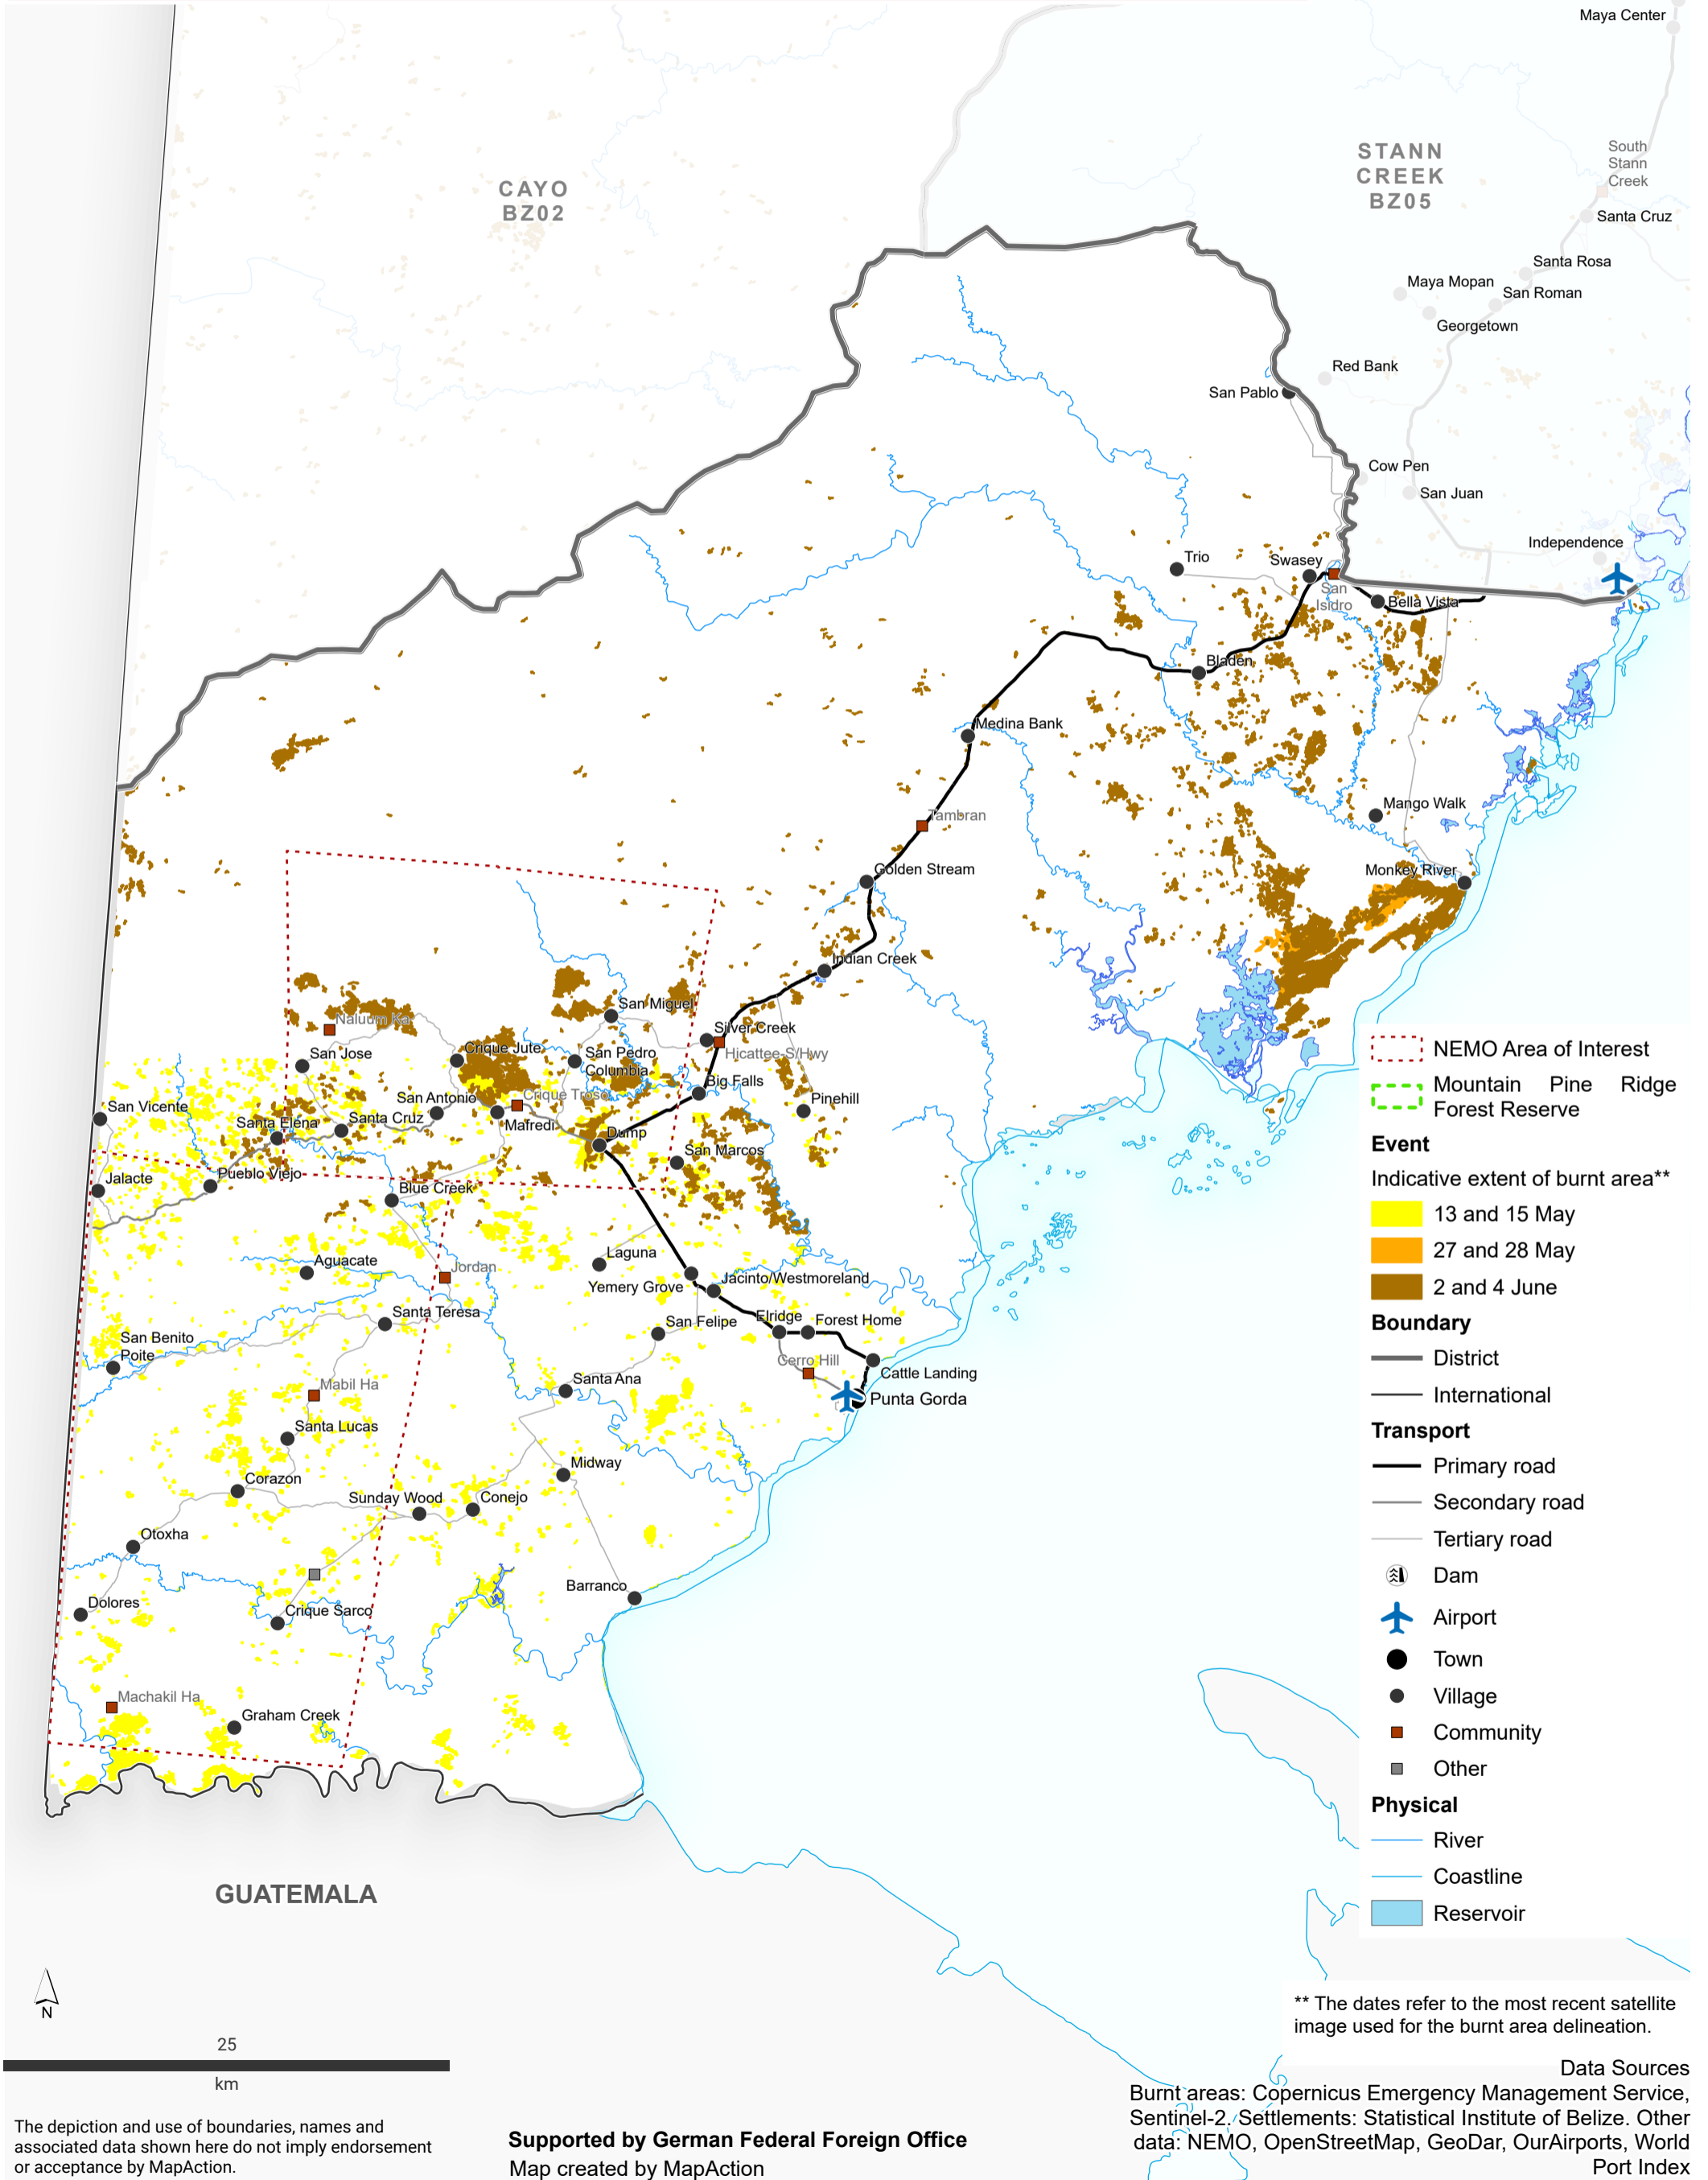 Maya Center
South
Stann
Creek
STANN
CREEK
BZ05
CAYO
BZ02
Santa Cruz
Santa Rosa
Maya Mopan
San Roman
Georgetown
Red Bank
San Pablo
Cow Pen
San Juan
Independence
Trio
Swasey
San
Isidro
Bella Vista
Bladen
Medina Bank
Mango Walk
Tambran
Golden Stream
Monkey River
Indian Creek
San Miguel
Naluum Ka
Silver Creek
Hicattee-S/Hwy
San Jose
Crique Jute
San Pedro
Columbia
Big Falls
San Antonio
Crique Troso
Pinehill
San Vicente
Santa Elena
Santa Cruz
Mafredi
Dump
San Marcos
Jalacte
Pueblo Viejo
Blue Creek
Aguacate
Jordan
Laguna
Yemery Grove
Jacinto/Westmoreland
Santa Teresa
San Felipe
Elridge
Forest Home
San Benito
Poite
Cerro Hill
Cattle Landing
Mabil Ha
Santa Ana
Punta Gorda
Santa Lucas
Corazon
Midway
Sunday Wood
Conejo
Otoxha
Barranco
Dolores
Crique Sarco
Machakil Ha
Graham Creek
GUATEMALA
NEMO Area of Interest
Mountain Pine Ridge
Forest Reserve
Event
Indicative extent of burnt area**
13 and 15 May
27 and 28 May
2 and 4 June
Boundary
District
International
Transport
Primary road
Secondary road
Tertiary road
Dam
Airport
Town
Village
Community
Other
Physical
River
Coastline
Reservoir
N
25
km
** The dates refer to the most recent satellite
image used for the burnt area delineation.
Data Sources
Burnt areas: Copernicus Emergency Management Service,
Sentinel-2. Settlements: Statistical Institute of Belize. Other
data: NEMO, OpenStreetMap, GeoDar, OurAirports, World
Port Index
The depiction and use of boundaries, names and
associated data shown here do not imply endorsement
or acceptance by MapAction.
Supported by German Federal Foreign Office
Map created by MapAction